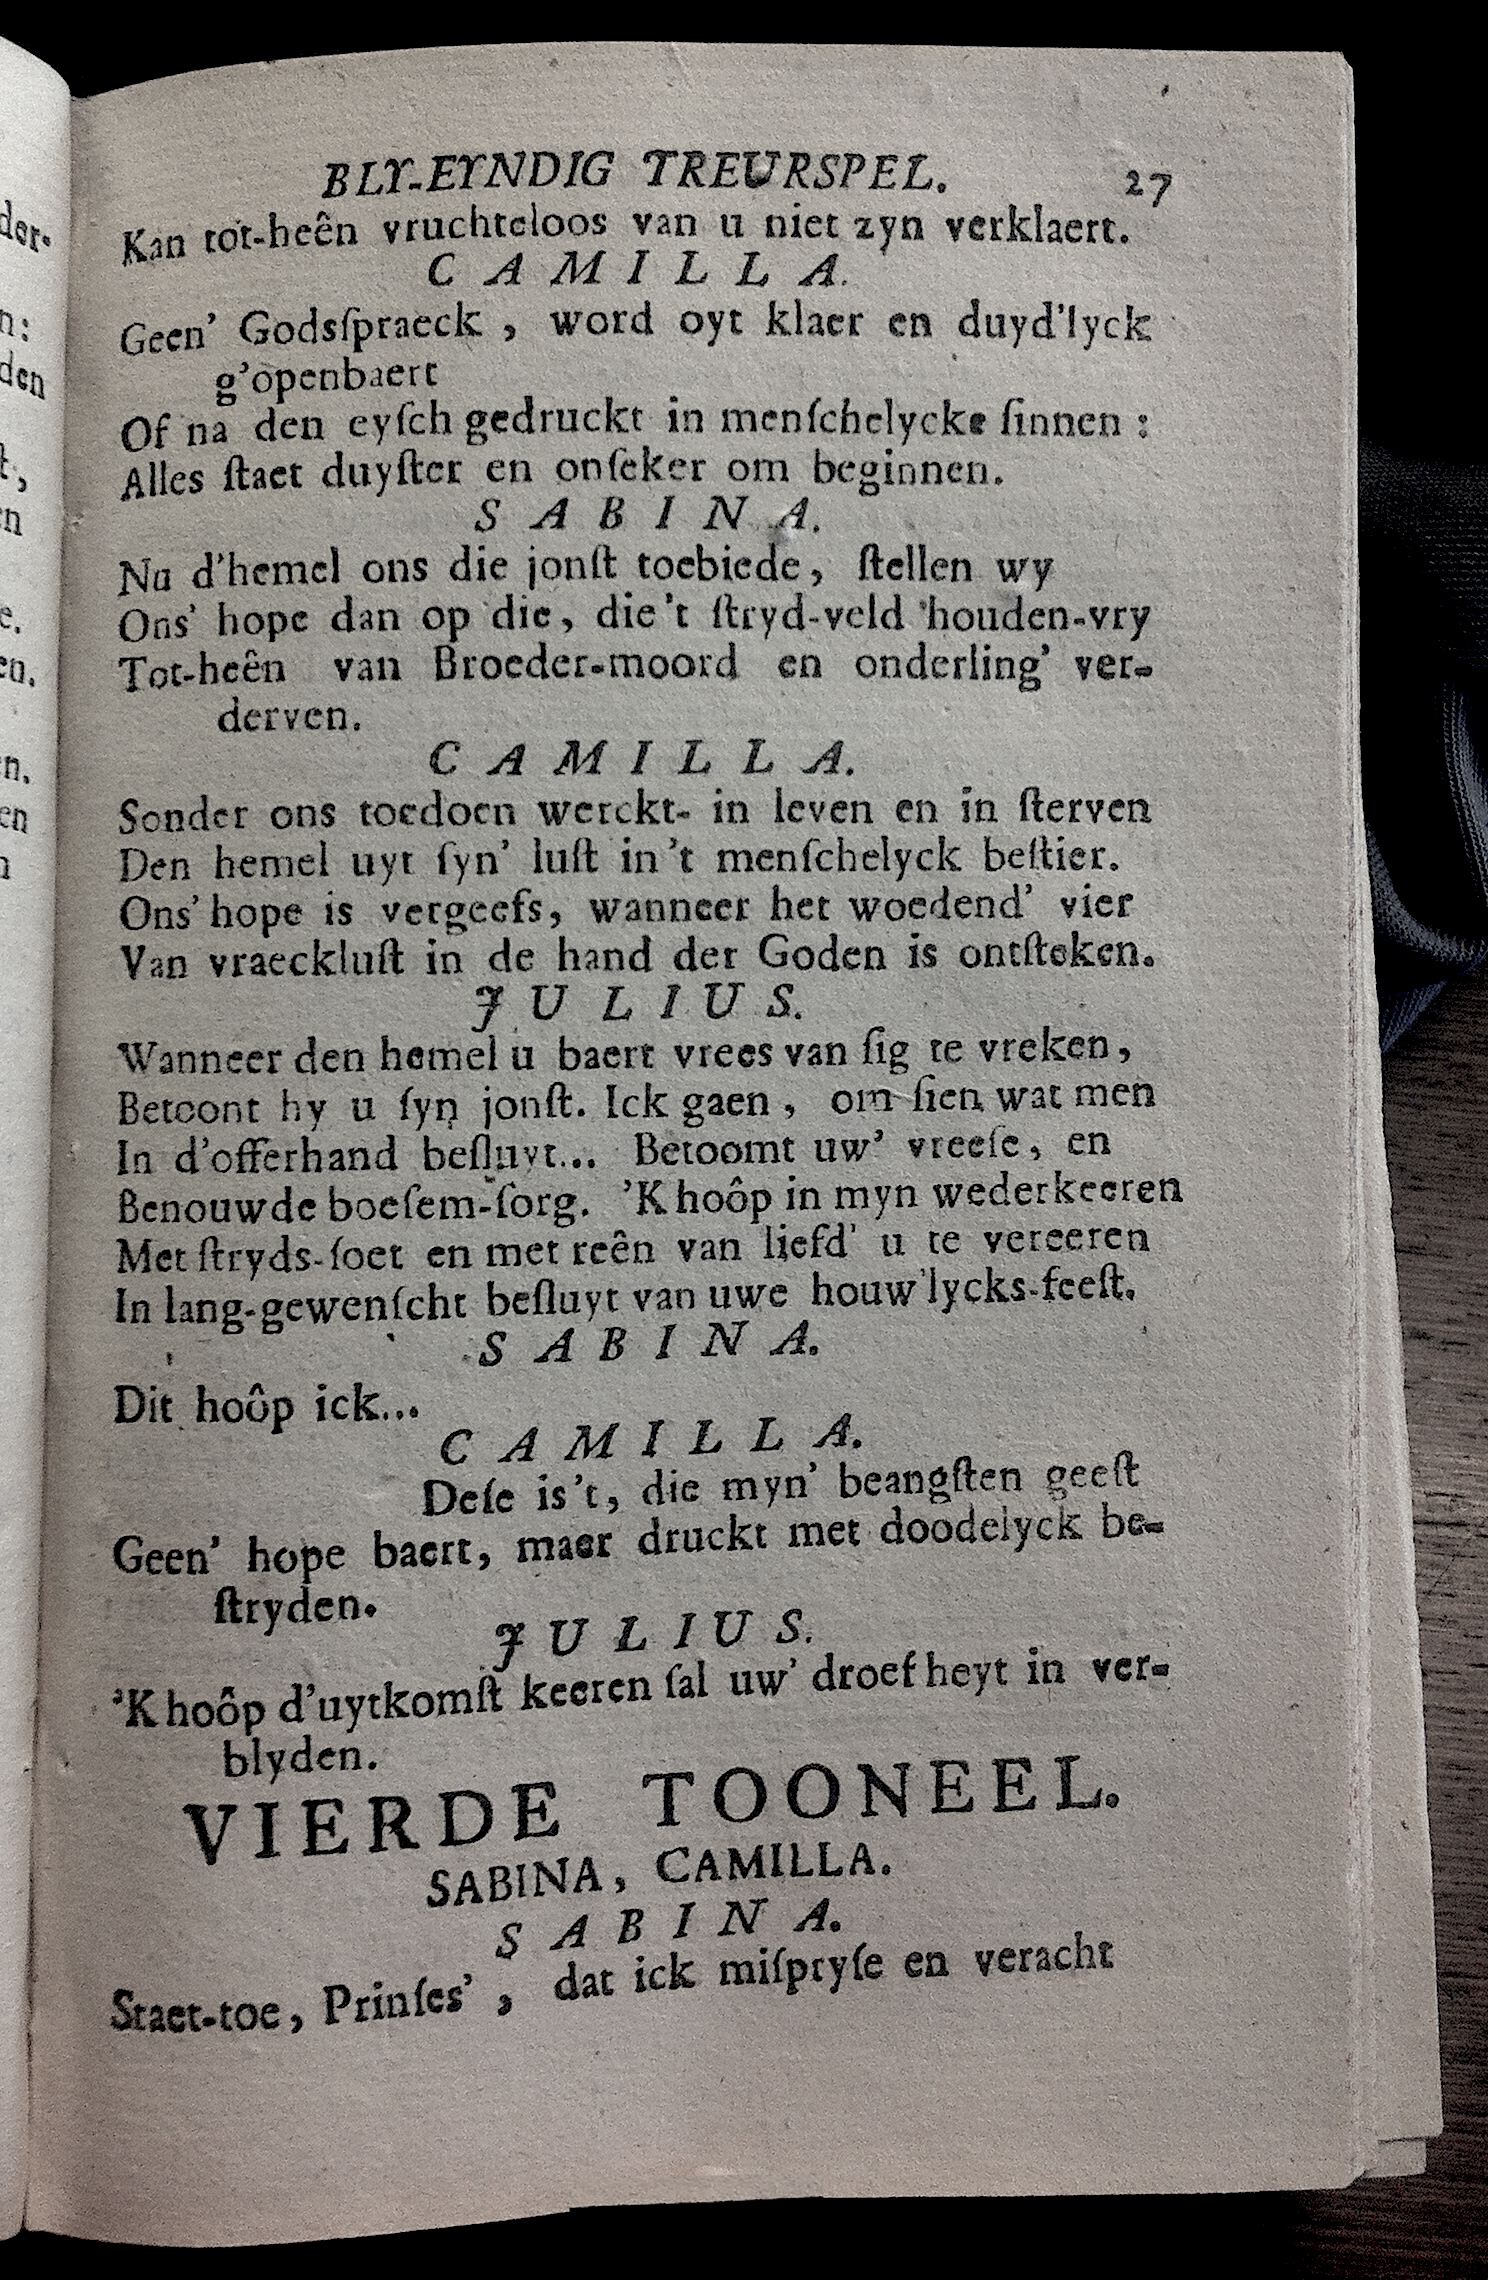 BLY-EYNDIG TREURSPEL. 27
Kan tot-heên vruchteloos van u niet zyn verklaert.
CAMILLA.
Geen' Godsſpraeck , word oyt klaer en duyd'lyck
g'openbaert
Of na den eyſch gedruckt in menſchelycke ſinnen :
Alles ſtaet duyſter en onſeker om beginnen.
SABINA.
Nu d'hemel ons die jonſt toebiede, ſtellen wy
Ons' hope dan op die, die't ſtryd-veld houden-vry
Tot-heên van Broeder-moord en onderling' ver-
derven.
CAMILLA.
Sonder ons toedoen werckt- in leven en in ſterven
Den hemel uyt ſyn' luſt in't menſchelyck beſtier.
Ons' hope is vergeefs, wanneer het woedend' vier
Van vraeckluſt in de hand der Goden is ontſteken.
JULIUS.
Wanneer den hemel u baert vrees van ſig te vreken,
Betoont hy u ſyn jonſt. Ick gaen , om ſien wat men
In d'offerhand beſluyt... Betoomt uw' vreeſe, en
Benouwde boeſem-ſorg. 'K hoôp in myn wederkeeren
Met ſtryds-ſoet en met reên van liefd' u te vereeren
In lang-gewenſcht beſluyt van uwe houw'lycks-feeſt.
SABINA.
Dit hoôp ick...
CAMILLA.
Deſe is't, die myn' beangſten geeſt
Geen' hope baert, maer druckt met doodelyck be-
ſtryden.
JULIUS.
'K hoôp d'uytkomſt keeren ſal uw' droefheyt in ver-
blyden.
VIERDE TOONEEL.
SABINA, CAMILLA.
SABINA.
Staet-toe, Prinſes' , dat ick miſpryſe en veracht